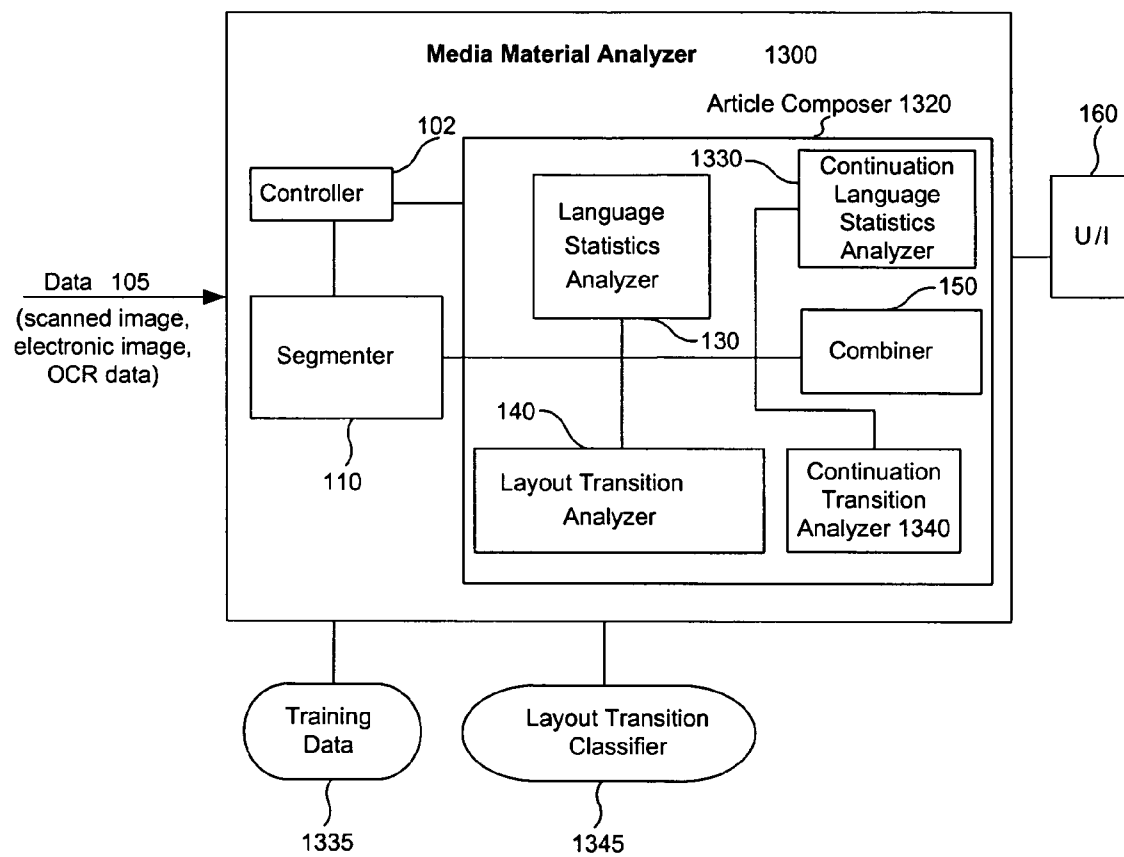 Media Material Analyzer 1300
Article Composer 1320
102
1330
160
Controller
Language
Statistics
Analyzer
Continuation
Language
Statistics
Analyzer
U/I
Data 105
(scanned image,
electronic image,
OCR data)
150
Segmenter
130
Combiner
140
110
Layout Transition
Analyzer
Continuation
Transition
Analyzer 1340
Training
Data
Layout Transition
Classifier
1335
1345